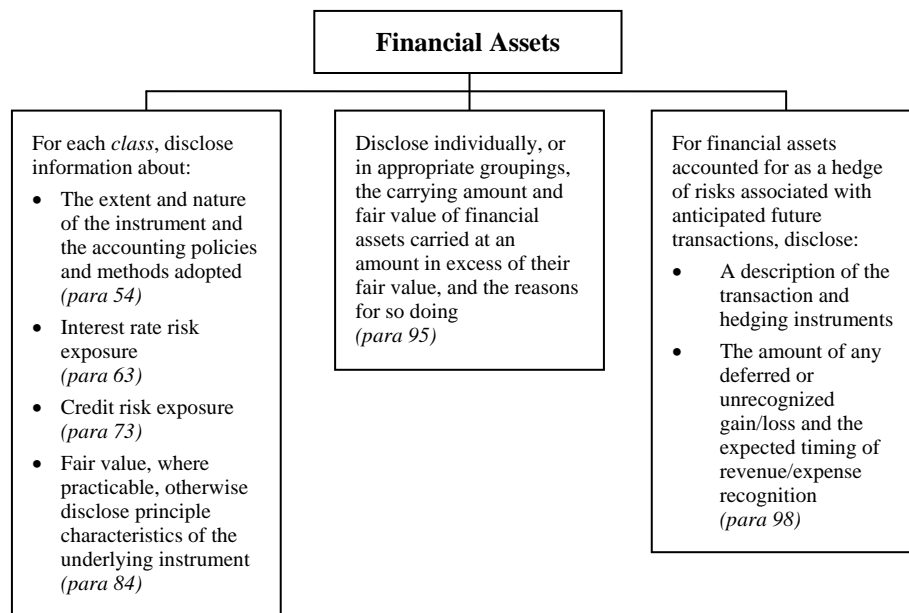 Financial Assets
For each class, disclose
information about:
• The extent and nature
of the instrument and
the accounting policies
and methods adopted
(para 54)
• Interest rate risk
exposure
(para 63)
• Credit risk exposure
(para 73)
• Fair value, where
practicable, otherwise
disclose principle
characteristics of the
underlying instrument
(para 84)
Disclose individually, or
in appropriate groupings,
the carrying amount and
fair value of financial
assets carried at an
amount in excess of their
fair value, and the reasons
for so doing
(para 95)
For financial assets
accounted for as a hedge
of risks associated with
anticipated future
transactions, disclose:
• A description of the
transaction and
hedging instruments
• The amount of any
deferred or
unrecognized
gain/loss and the
expected timing of
revenue/expense
recognition
(para 98)